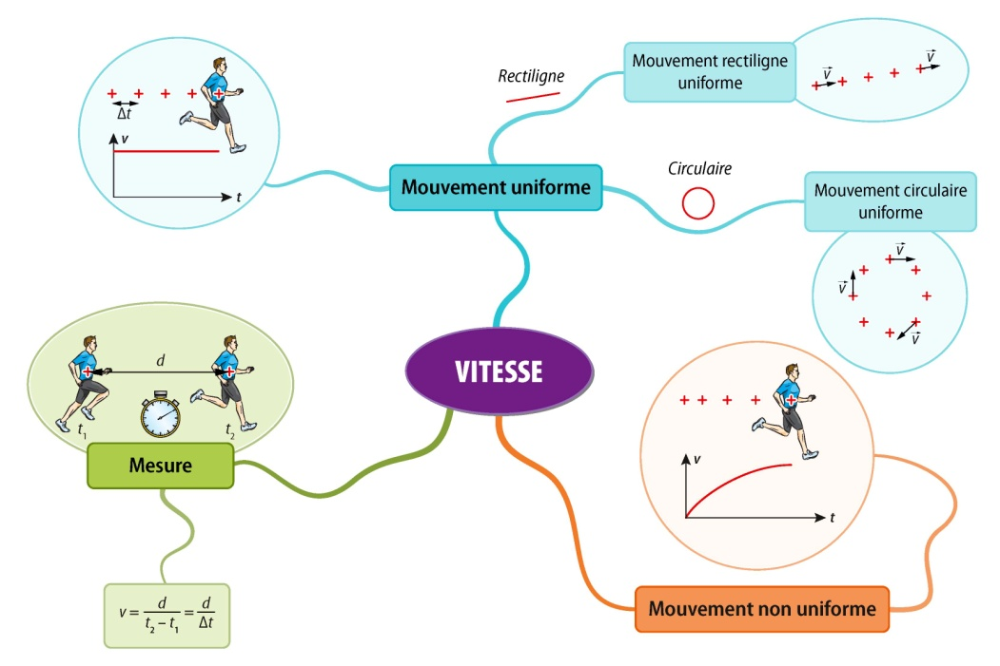 Δt
v
t
Mouvement uniforme
Rectiligne
Mouvement rectiligne
uniforme
v⃗
v⃗
Circulaire
Mouvement circulaire
uniforme
v⃗
v⃗
v⃗
VITESSE
d
t₁
t₂
Mesure
v = d / (t₂ – t₁) = d / Δt
v
t
Mouvement non uniforme